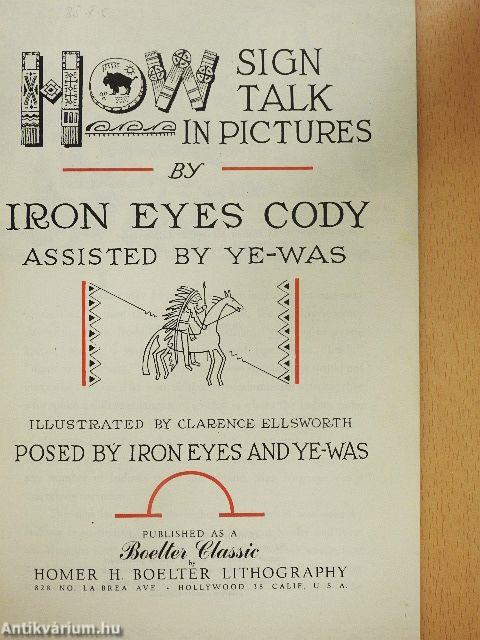 HOW SIGN
TALK
IN PICTURES
BY
IRON EYES CODY
ASSISTED BY YE-WAS
ILLUSTRATED BY CLARENCE ELLSWORTH
POSED BY IRON EYES AND YE-WAS
PUBLISHED AS A
Boelter Classic
by
HOMER H. BOELTER LITHOGRAPHY
828 NO. LA BREA AVE. - HOLLYWOOD 38 CALIF., U. S. A.
Antikvárium.hu